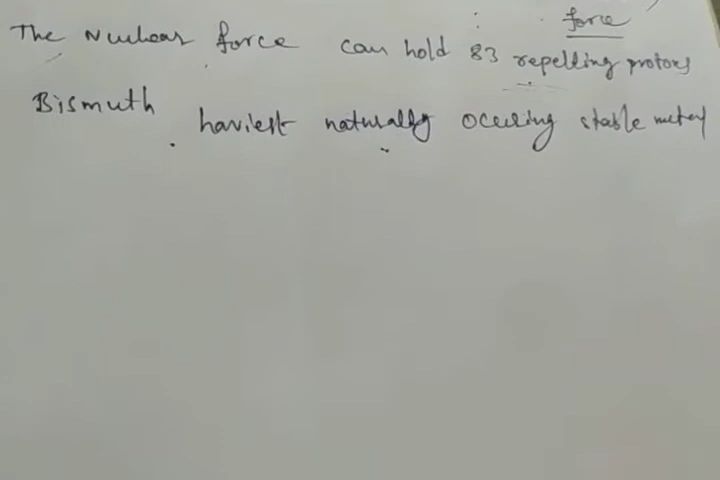 force
The Nuclear force can hold 83 repelling protons
Bismuth haviest naturally occuring stable metal